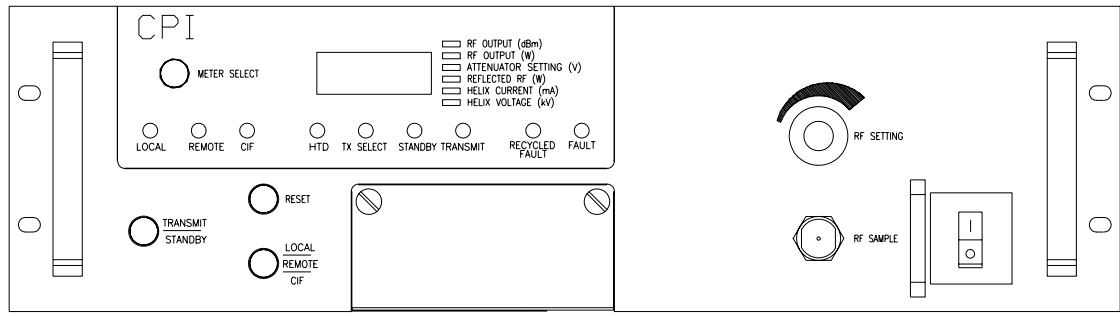 CPI
METER SELECT
RF OUTPUT (dBm)
RF OUTPUT (W)
ATTENUATOR SETTING (V)
REFLECTED RF (W)
HELIX CURRENT (mA)
HELIX VOLTAGE (kV)
LOCAL
REMOTE
CIF
HTD
TX SELECT
STANDBY
TRANSMIT
RECYCLED
FAULT
FAULT
RF SETTING
RESET
TRANSMIT
STANDBY
LOCAL
REMOTE
CIF
RF SAMPLE
I
O